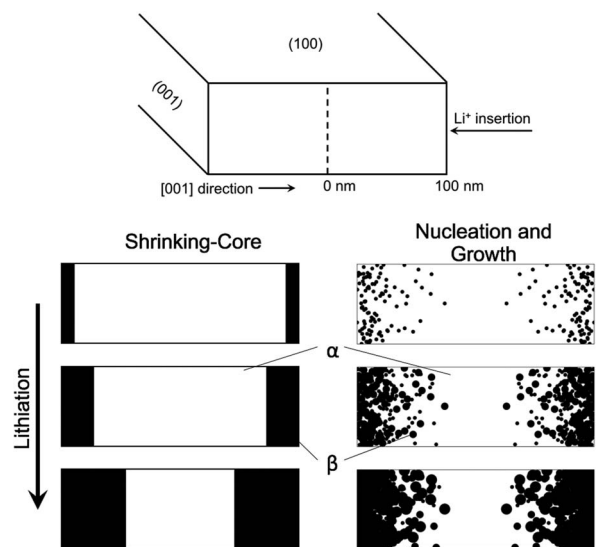 (100)
(001)
Li⁺ insertion
[001] direction
0 nm
100 nm
Shrinking-Core
Nucleation and
Growth
Lithiation
α
β